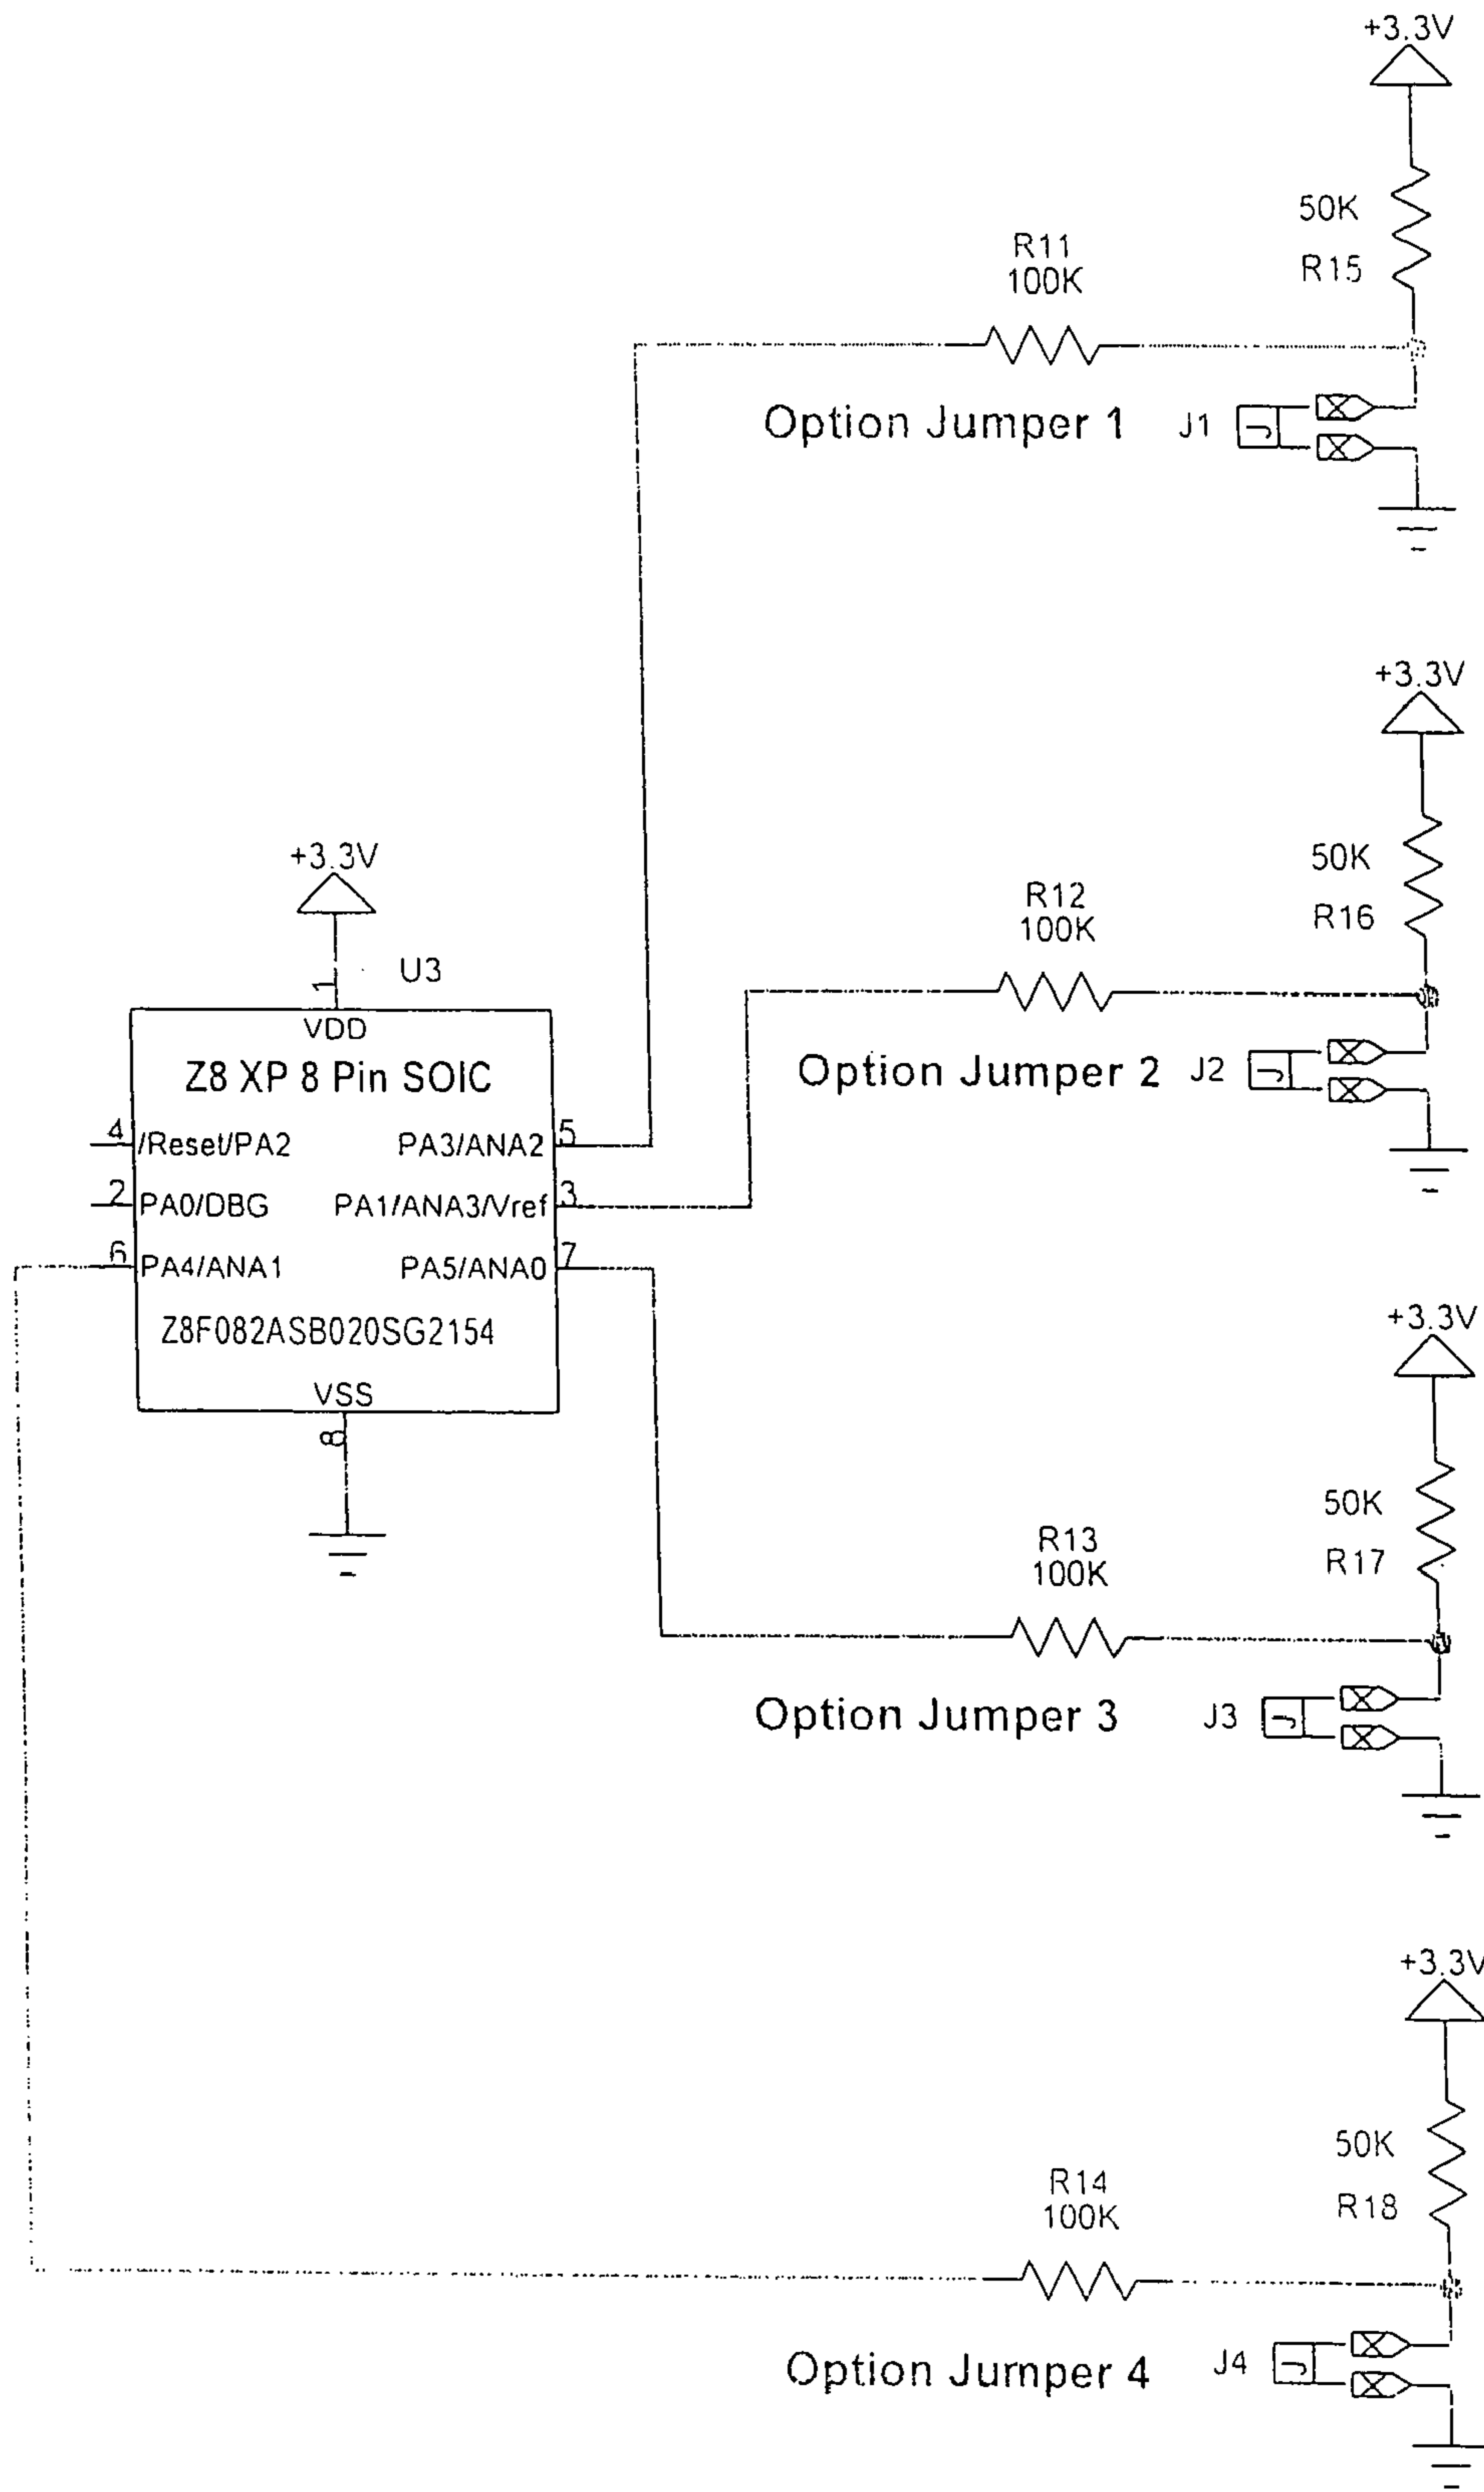 +3.3V
50K
R15
R11
100K
Option Jumper 1
J1
J
+3.3V
50K
R16
R12
100K
Option Jumper 2
J2
J
+3.3V
1
U3
VDD
Z8 XP 8 Pin SOIC
4
/Reset/PA2
PA3/ANA2
5
2
PA0/DBG
PA1/ANA3/Vref
3
6
PA4/ANA1
PA5/ANA0
7
Z8F082ASB020SG2154
VSS
8
+3.3V
50K
R17
R13
100K
Option Jumper 3
J3
J
+3.3V
50K
R18
R14
100K
Option Jumper 4
J4
J